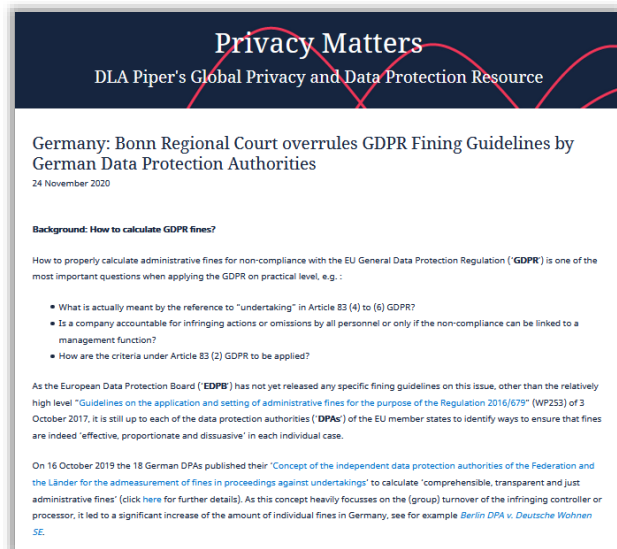 Privacy Matters
DLA Piper's Global Privacy and Data Protection Resource
Germany: Bonn Regional Court overrules GDPR Fining Guidelines by
German Data Protection Authorities
24 November 2020
Background: How to calculate GDPR fines?
How to properly calculate administrative fines for non-compliance with the EU General Data Protection Regulation ('GDPR') is one of the
most important questions when applying the GDPR on practical level, e.g. :
• What is actually meant by the reference to "undertaking" in Article 83 (4) to (6) GDPR?
• Is a company accountable for infringing actions or omissions by all personnel or only if the non-compliance can be linked to a
management function?
• How are the criteria under Article 83 (2) GDPR to be applied?
As the European Data Protection Board ('EDPB') has not yet released any specific fining guidelines on this issue, other than the relatively
high level "Guidelines on the application and setting of administrative fines for the purpose of the Regulation 2016/679" (WP253) of 3
October 2017, it is still up to each of the data protection authorities ('DPAs') of the EU member states to identify ways to ensure that fines
are indeed 'effective, proportionate and dissuasive' in each individual case.
On 16 October 2019 the 18 German DPAs published their 'Concept of the independent data protection authorities of the Federation and
the Länder for the admeasurement of fines in proceedings against undertakings' to calculate 'comprehensible, transparent and just
administrative fines' (click here for further details). As this concept heavily focusses on the (group) turnover of the infringing controller or
processor, it led to a significant increase of the amount of individual fines in Germany, see for example Berlin DPA v. Deutsche Wohnen
SE.